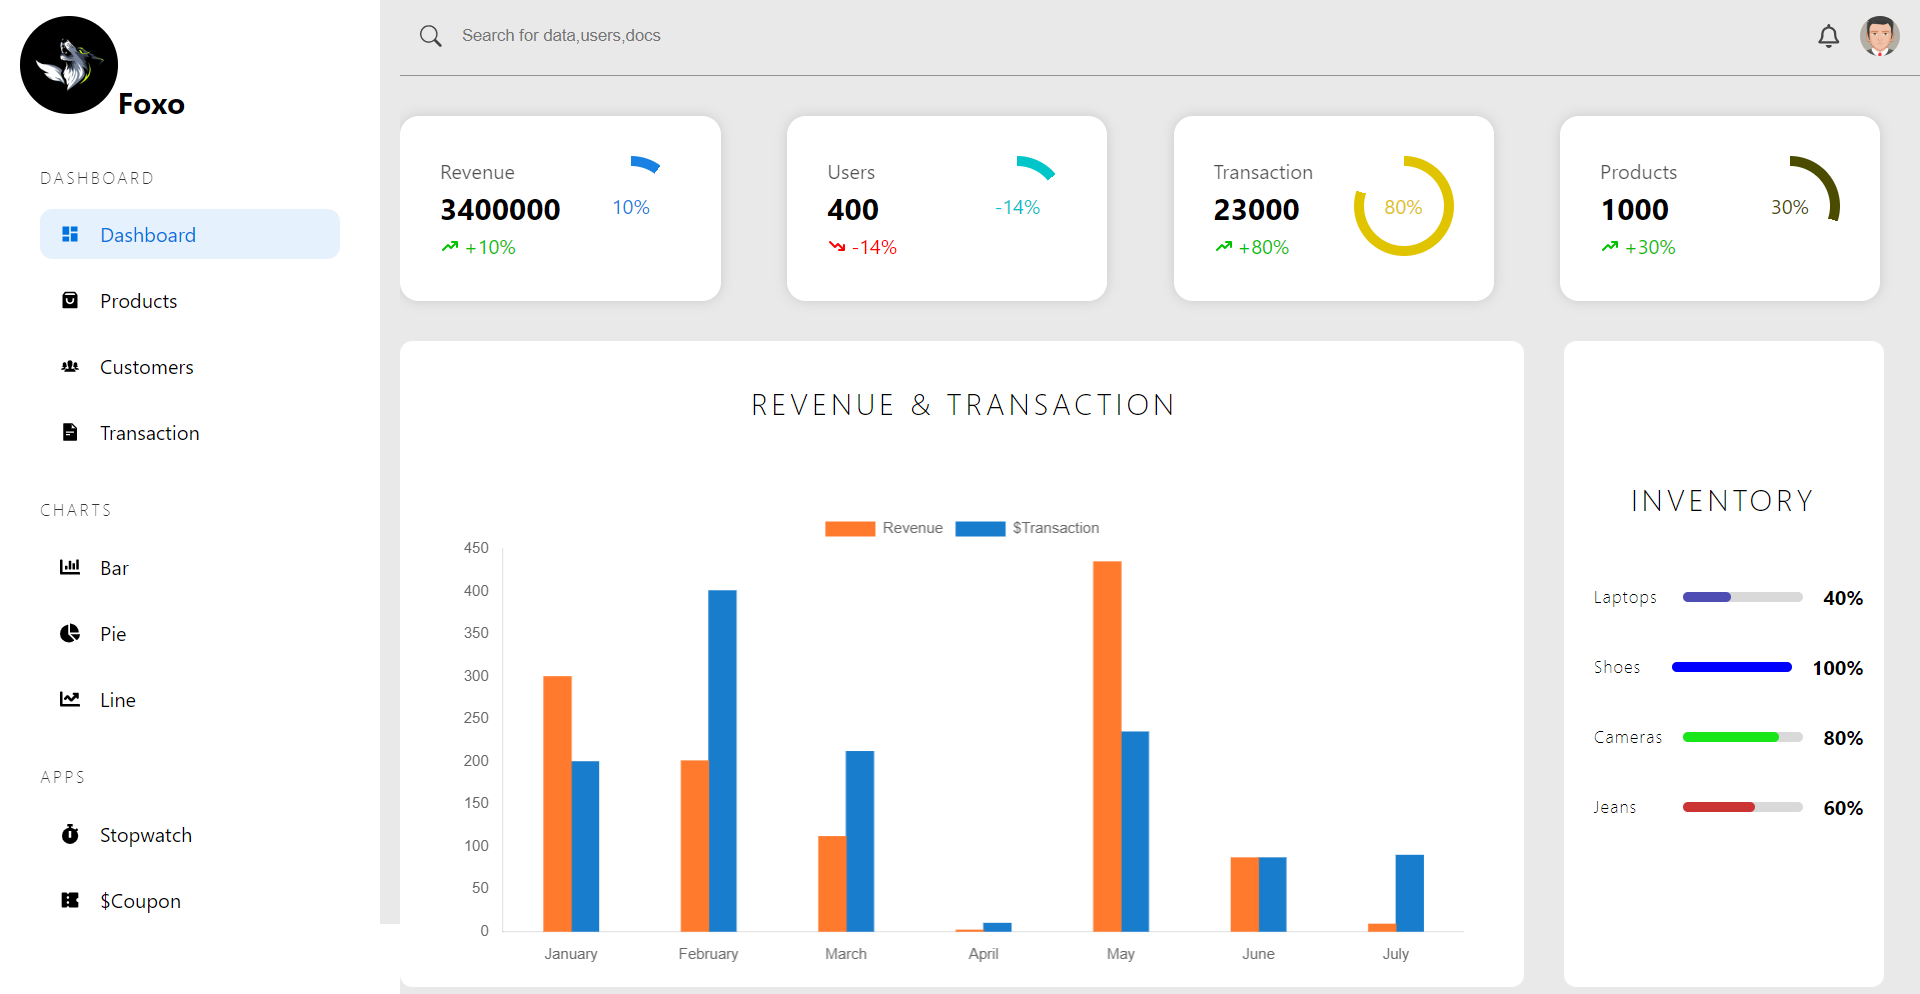 Foxo
DASHBOARD
Dashboard
Products
Customers
Transaction
CHARTS
Bar
Pie
Line
APPS
Stopwatch
$Coupon
Search for data,users,docs
Revenue
3400000
+10%
10%
Users
400
-14%
-14%
Transaction
23000
+80%
80%
Products
1000
+30%
30%
REVENUE & TRANSACTION
Revenue $Transaction
450
400
350
300
250
200
150
100
50
0
January February March April May June July
INVENTORY
Laptops 40%
Shoes 100%
Cameras 80%
Jeans 60%